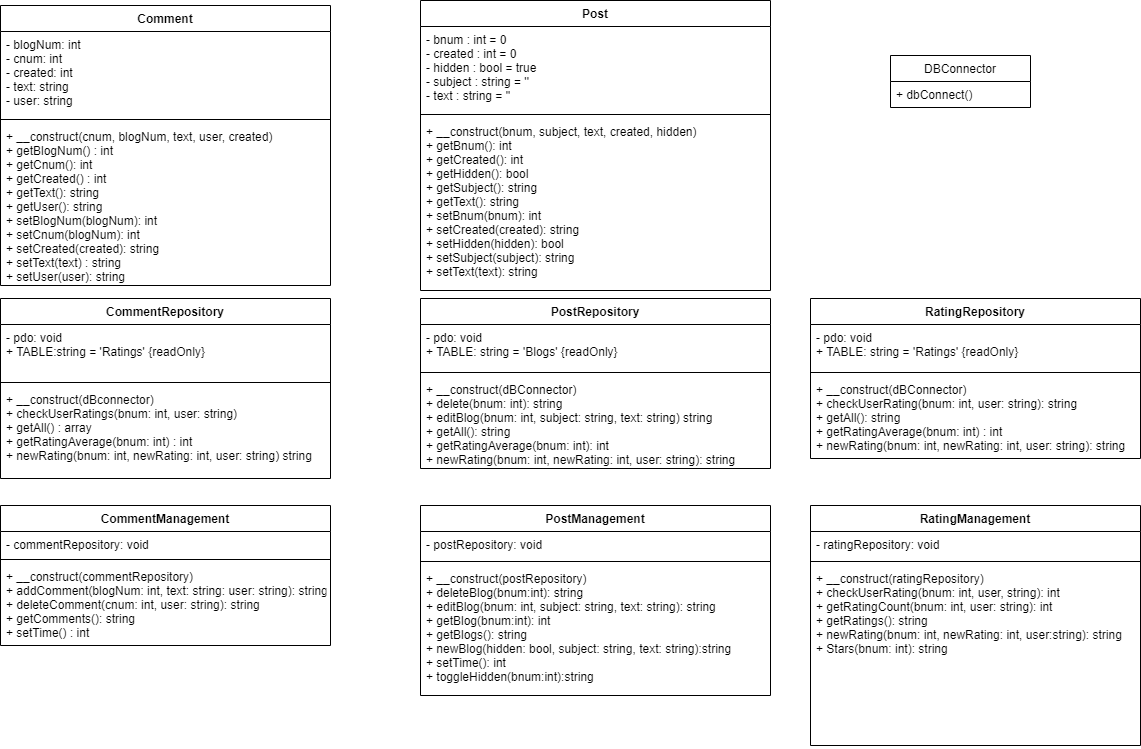 Comment
- blogNum: int
- cnum: int
- created: int
- text: string
- user: string
+ __construct(cnum, blogNum, text, user, created)
+ getBlogNum() : int
+ getCnum(): int
+ getCreated() : int
+ getText(): string
+ getUser(): string
+ setBlogNum(blogNum): int
+ setCnum(blogNum): int
+ setCreated(created): string
+ setText(text) : string
+ setUser(user): string
Post
- bnum : int = 0
- created : int = 0
- hidden : bool = true
- subject : string = ''
- text : string = ''
+ __construct(bnum, subject, text, created, hidden)
+ getBnum(): int
+ getCreated(): int
+ getHidden(): bool
+ getSubject(): string
+ getText(): string
+ setBnum(bnum): int
+ setCreated(created): string
+ setHidden(hidden): bool
+ setSubject(subject): string
+ setText(text): string
DBConnector
+ dbConnect()
CommentRepository
- pdo: void
+ TABLE:string = 'Ratings' {readOnly}
+ __construct(dBconnector)
+ checkUserRatings(bnum: int, user: string)
+ getAll() : array
+ getRatingAverage(bnum: int) : int
+ newRating(bnum: int, newRating: int, user: string) string
PostRepository
- pdo: void
+ TABLE: string = 'Blogs' {readOnly}
+ __construct(dBConnector)
+ delete(bnum: int): string
+ editBlog(bnum: int, subject: string, text: string) string
+ getAll(): string
+ getRatingAverage(bnum: int): int
+ newRating(bnum: int, newRating: int, user: string): string
RatingRepository
- pdo: void
+ TABLE: string = 'Ratings' {readOnly}
+ __construct(dBConnector)
+ checkUserRating(bnum: int, user: string): string
+ getAll(): string
+ getRatingAverage(bnum: int) : int
+ newRating(bnum: int, newRating: int, user: string): string
CommentManagement
- commentRepository: void
+ __construct(commentRepository)
+ addComment(blogNum: int, text: string: user: string): string
+ deleteComment(cnum: int, user: string): string
+ getComments(): string
+ setTime() : int
PostManagement
- postRepository: void
+ __construct(postRepository)
+ deleteBlog(bnum:int): string
+ editBlog(bnum: int, subject: string, text: string): string
+ getBlog(bnum:int): int
+ getBlogs(): string
+ newBlog(hidden: bool, subject: string, text: string):string
+ setTime(): int
+ toggleHidden(bnum:int):string
RatingManagement
- ratingRepository: void
+ __construct(ratingRepository)
+ checkUserRating(bnum: int, user, string): int
+ getRatingCount(bnum: int, user: string): int
+ getRatings(): string
+ newRating(bnum: int, newRating: int, user:string): string
+ Stars(bnum: int): string